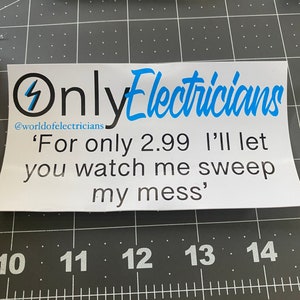 OnlyElectricians
@worldofelectricians
'For only 2.99 I'll let
you watch me sweep
my mess'
10 11 12 13 14